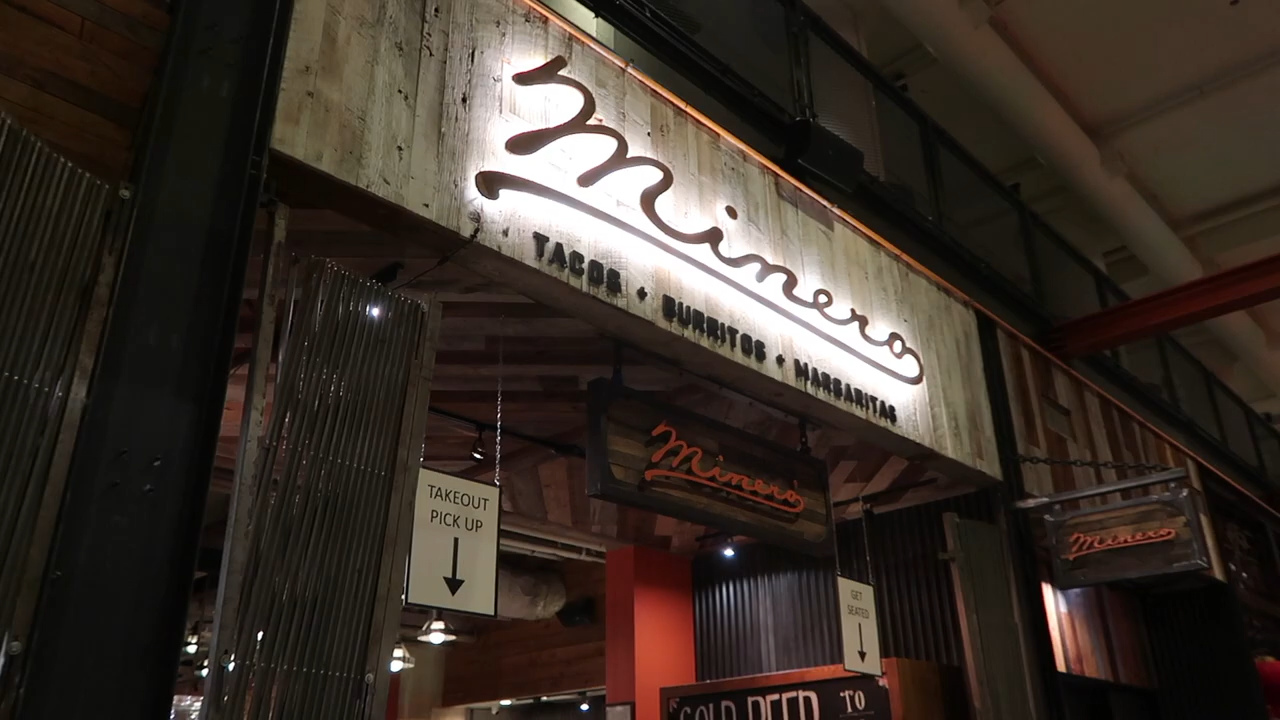 Minero
TACOS + BURRITOS + MARGARITAS
Minero
Minero
TAKEOUT
PICK UP
GET
SEATED
COLD BEER TO